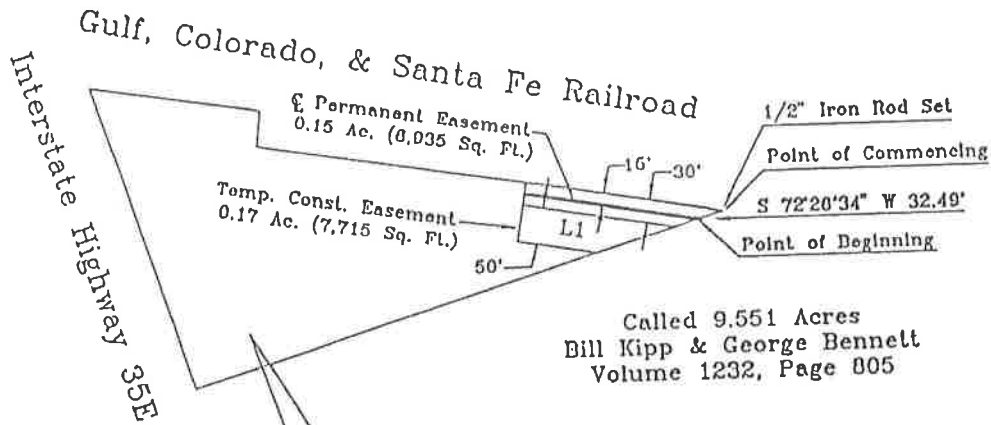 Gulf, Colorado, & Santa Fe Railroad
Interstate Highway 35E
℄ Permanent Easement
0.15 Ac. (6,935 Sq. Ft.)
16'
30'
1/2" Iron Rod Set
Point of Commencing
S 72°20'34" W 32.49'
Point of Beginning
Temp. Const. Easement
0.17 Ac. (7,715 Sq. Ft.)
L1
50'
Called 9.551 Acres
Bill Kipp & George Bennett
Volume 1232, Page 805